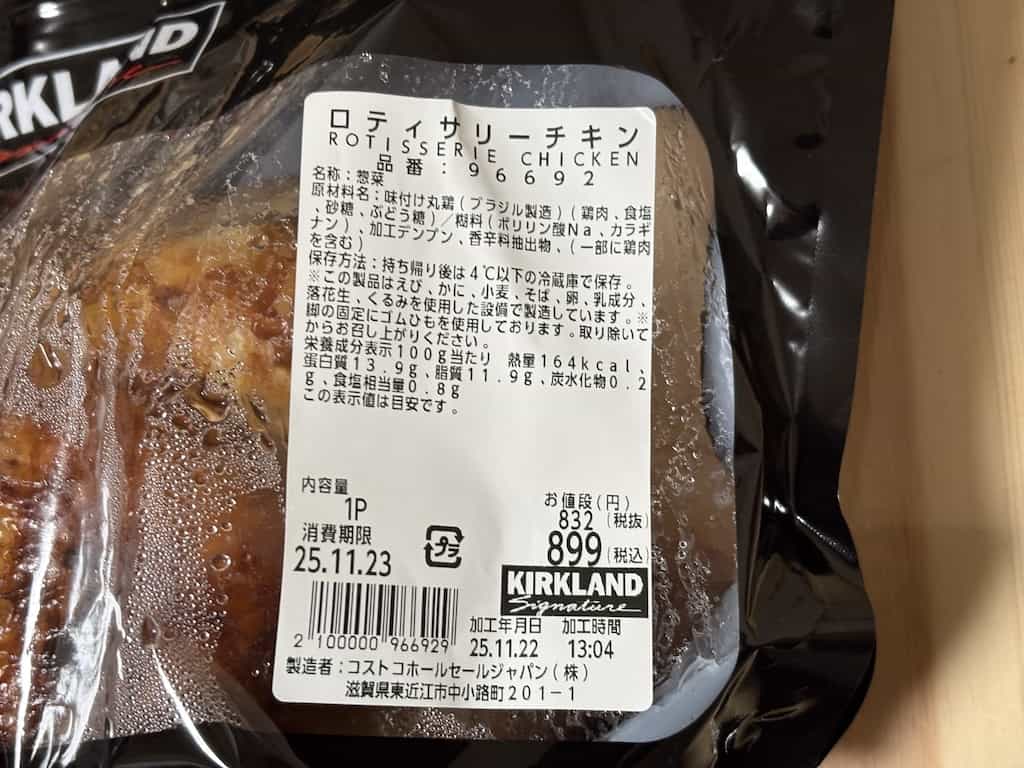 KIRKLAND
ロティサリーチキン
ROTISSERIE CHICKEN
品番:96692
名称:惣菜
原材料名:味付け丸鶏(ブラジル製造)(鶏肉、食塩
、砂糖、ぶどう糖)/糊料(ポリリン酸Na、カラギ
ナン)、加工デンプン、香辛料抽出物、(一部に鶏肉
を含む)
保存方法:持ち帰り後は4℃以下の冷蔵庫で保存。
※この製品はえび、かに、小麦、そば、卵、乳成分、
落花生、くるみを使用した設備で製造しています。※
脚の固定にゴムひもを使用しております。取り除いて
からお召し上がりください。
栄養成分表示100g当たり 熱量164kcal、
蛋白質13.9g、脂質11.9g、炭水化物0.2
g、食塩相当量0.8g
この表示値は目安です。
内容量
1P
お値段(円)
832(税抜)
消費期限
899(税込)
25.11.23
プラ
KIRKLAND
Signature
加工年月日 加工時間
2 100000 966929
25.11.22 13:04
製造者:コストコホールセールジャパン(株)
滋賀県東近江市中小路町201-1